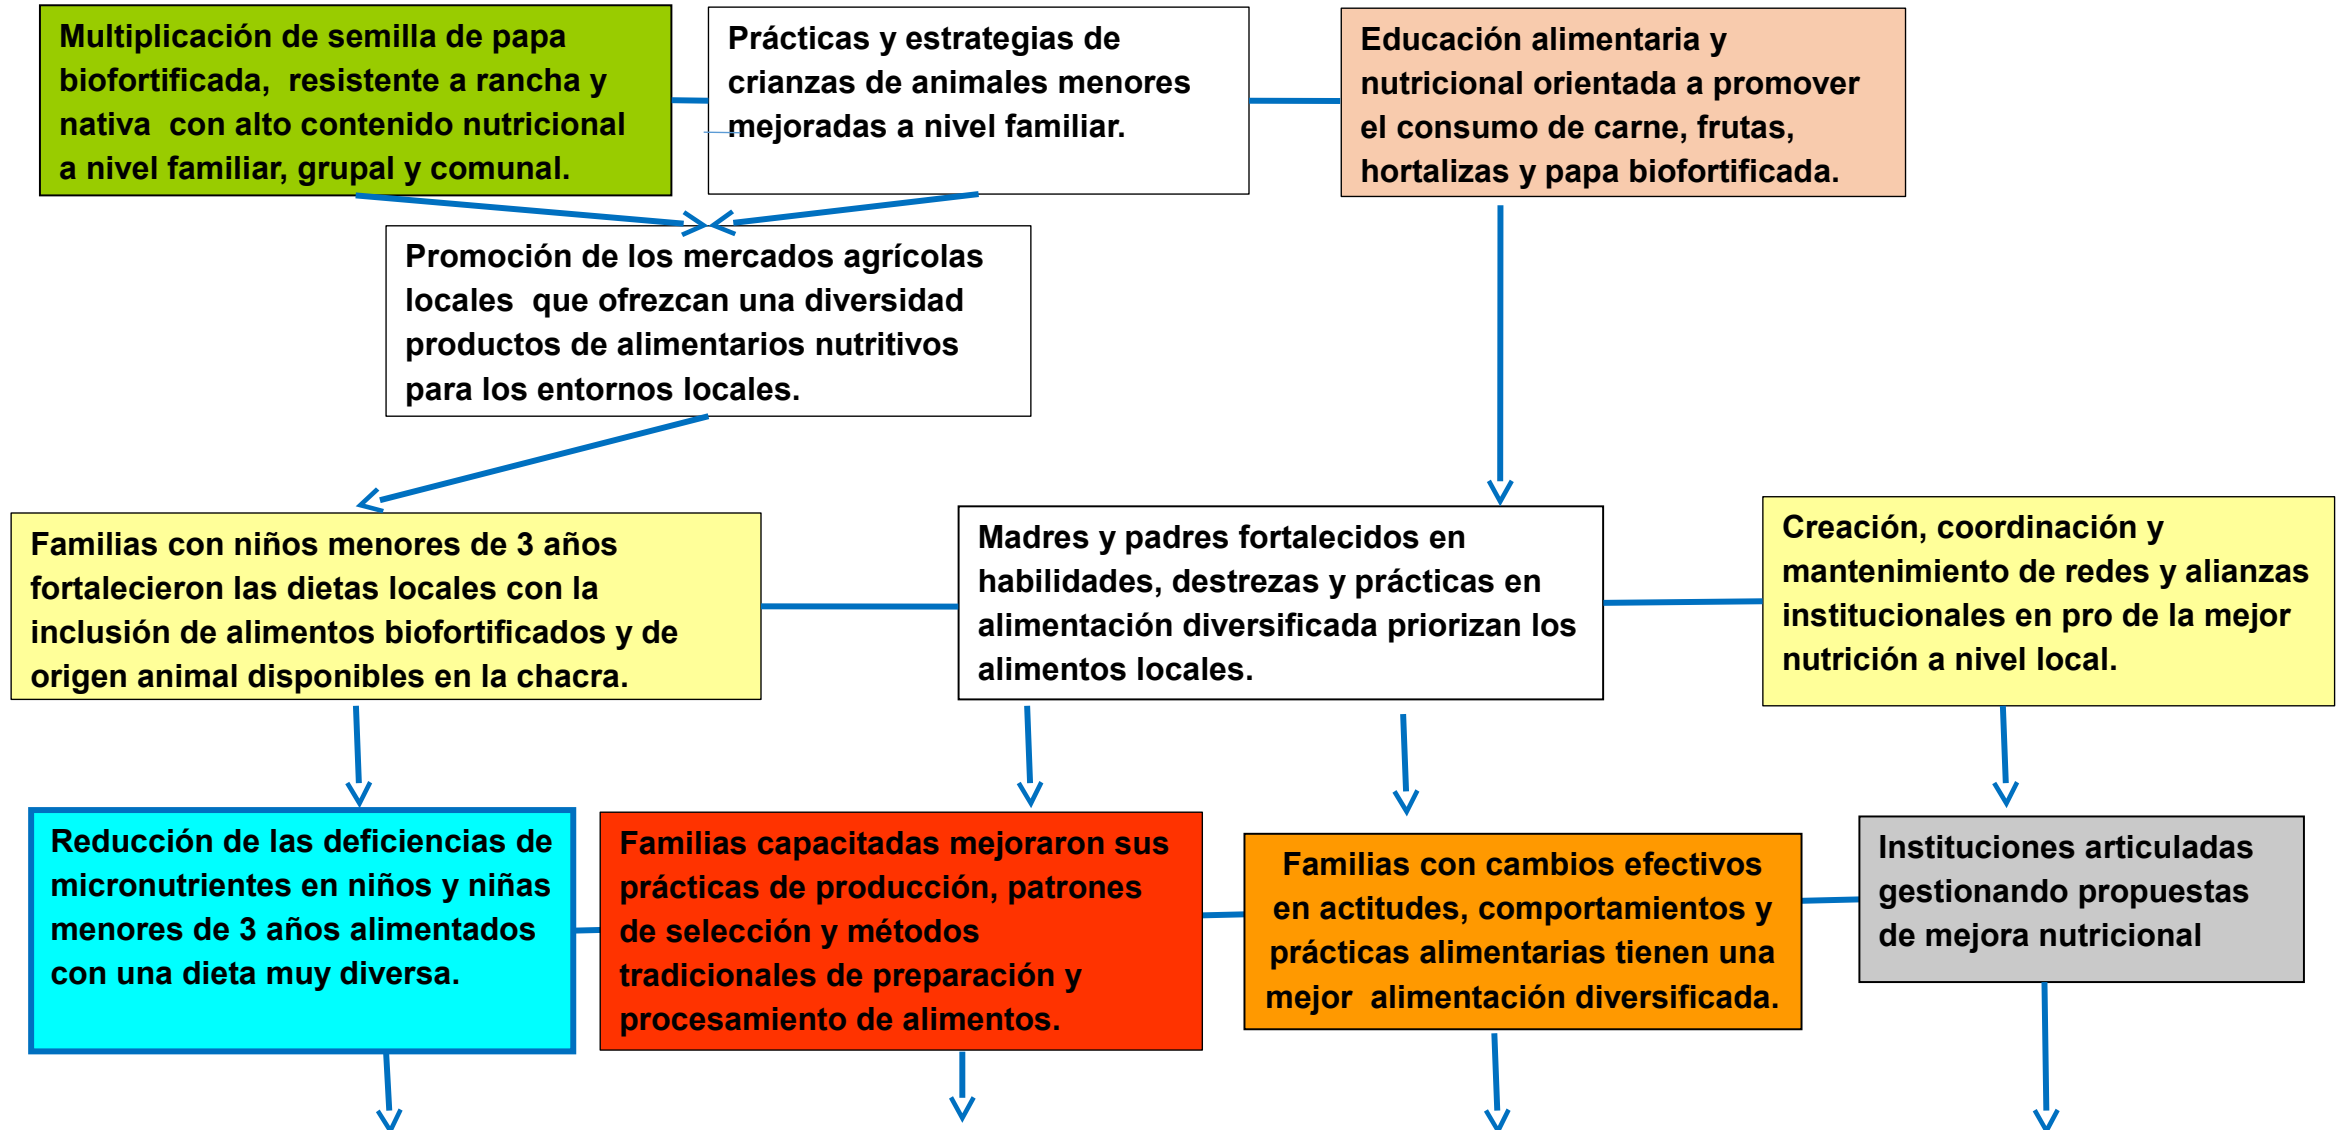 Multiplicación de semilla de papa
biofortificada,  resistente a rancha y
nativa  con alto contenido nutricional
a nivel familiar, grupal y comunal.
Prácticas y estrategias de
crianzas de animales menores
mejoradas a nivel familiar.
Educación alimentaria y
nutricional orientada a promover
el consumo de carne, frutas,
hortalizas y papa biofortificada.
Promoción de los mercados agrícolas
locales  que ofrezcan una diversidad
productos de alimentarios nutritivos
para los entornos locales.
Familias con niños menores de 3 años
fortalecieron las dietas locales con la
inclusión de alimentos biofortificados y de
origen animal disponibles en la chacra.
Madres y padres fortalecidos en
habilidades, destrezas y prácticas en
alimentación diversificada priorizan los
alimentos locales.
Creación, coordinación y
mantenimiento de redes y alianzas
institucionales en pro de la mejor
nutrición a nivel local.
Reducción de las deficiencias de
micronutrientes en niños y niñas
menores de 3 años alimentados
con una dieta muy diversa.
Familias capacitadas mejoraron sus
prácticas de producción, patrones
de selección y métodos
tradicionales de preparación y
procesamiento de alimentos.
Familias con cambios efectivos
en actitudes, comportamientos y
prácticas alimentarias tienen una
mejor  alimentación diversificada.
Instituciones articuladas
gestionando propuestas
de mejora nutricional